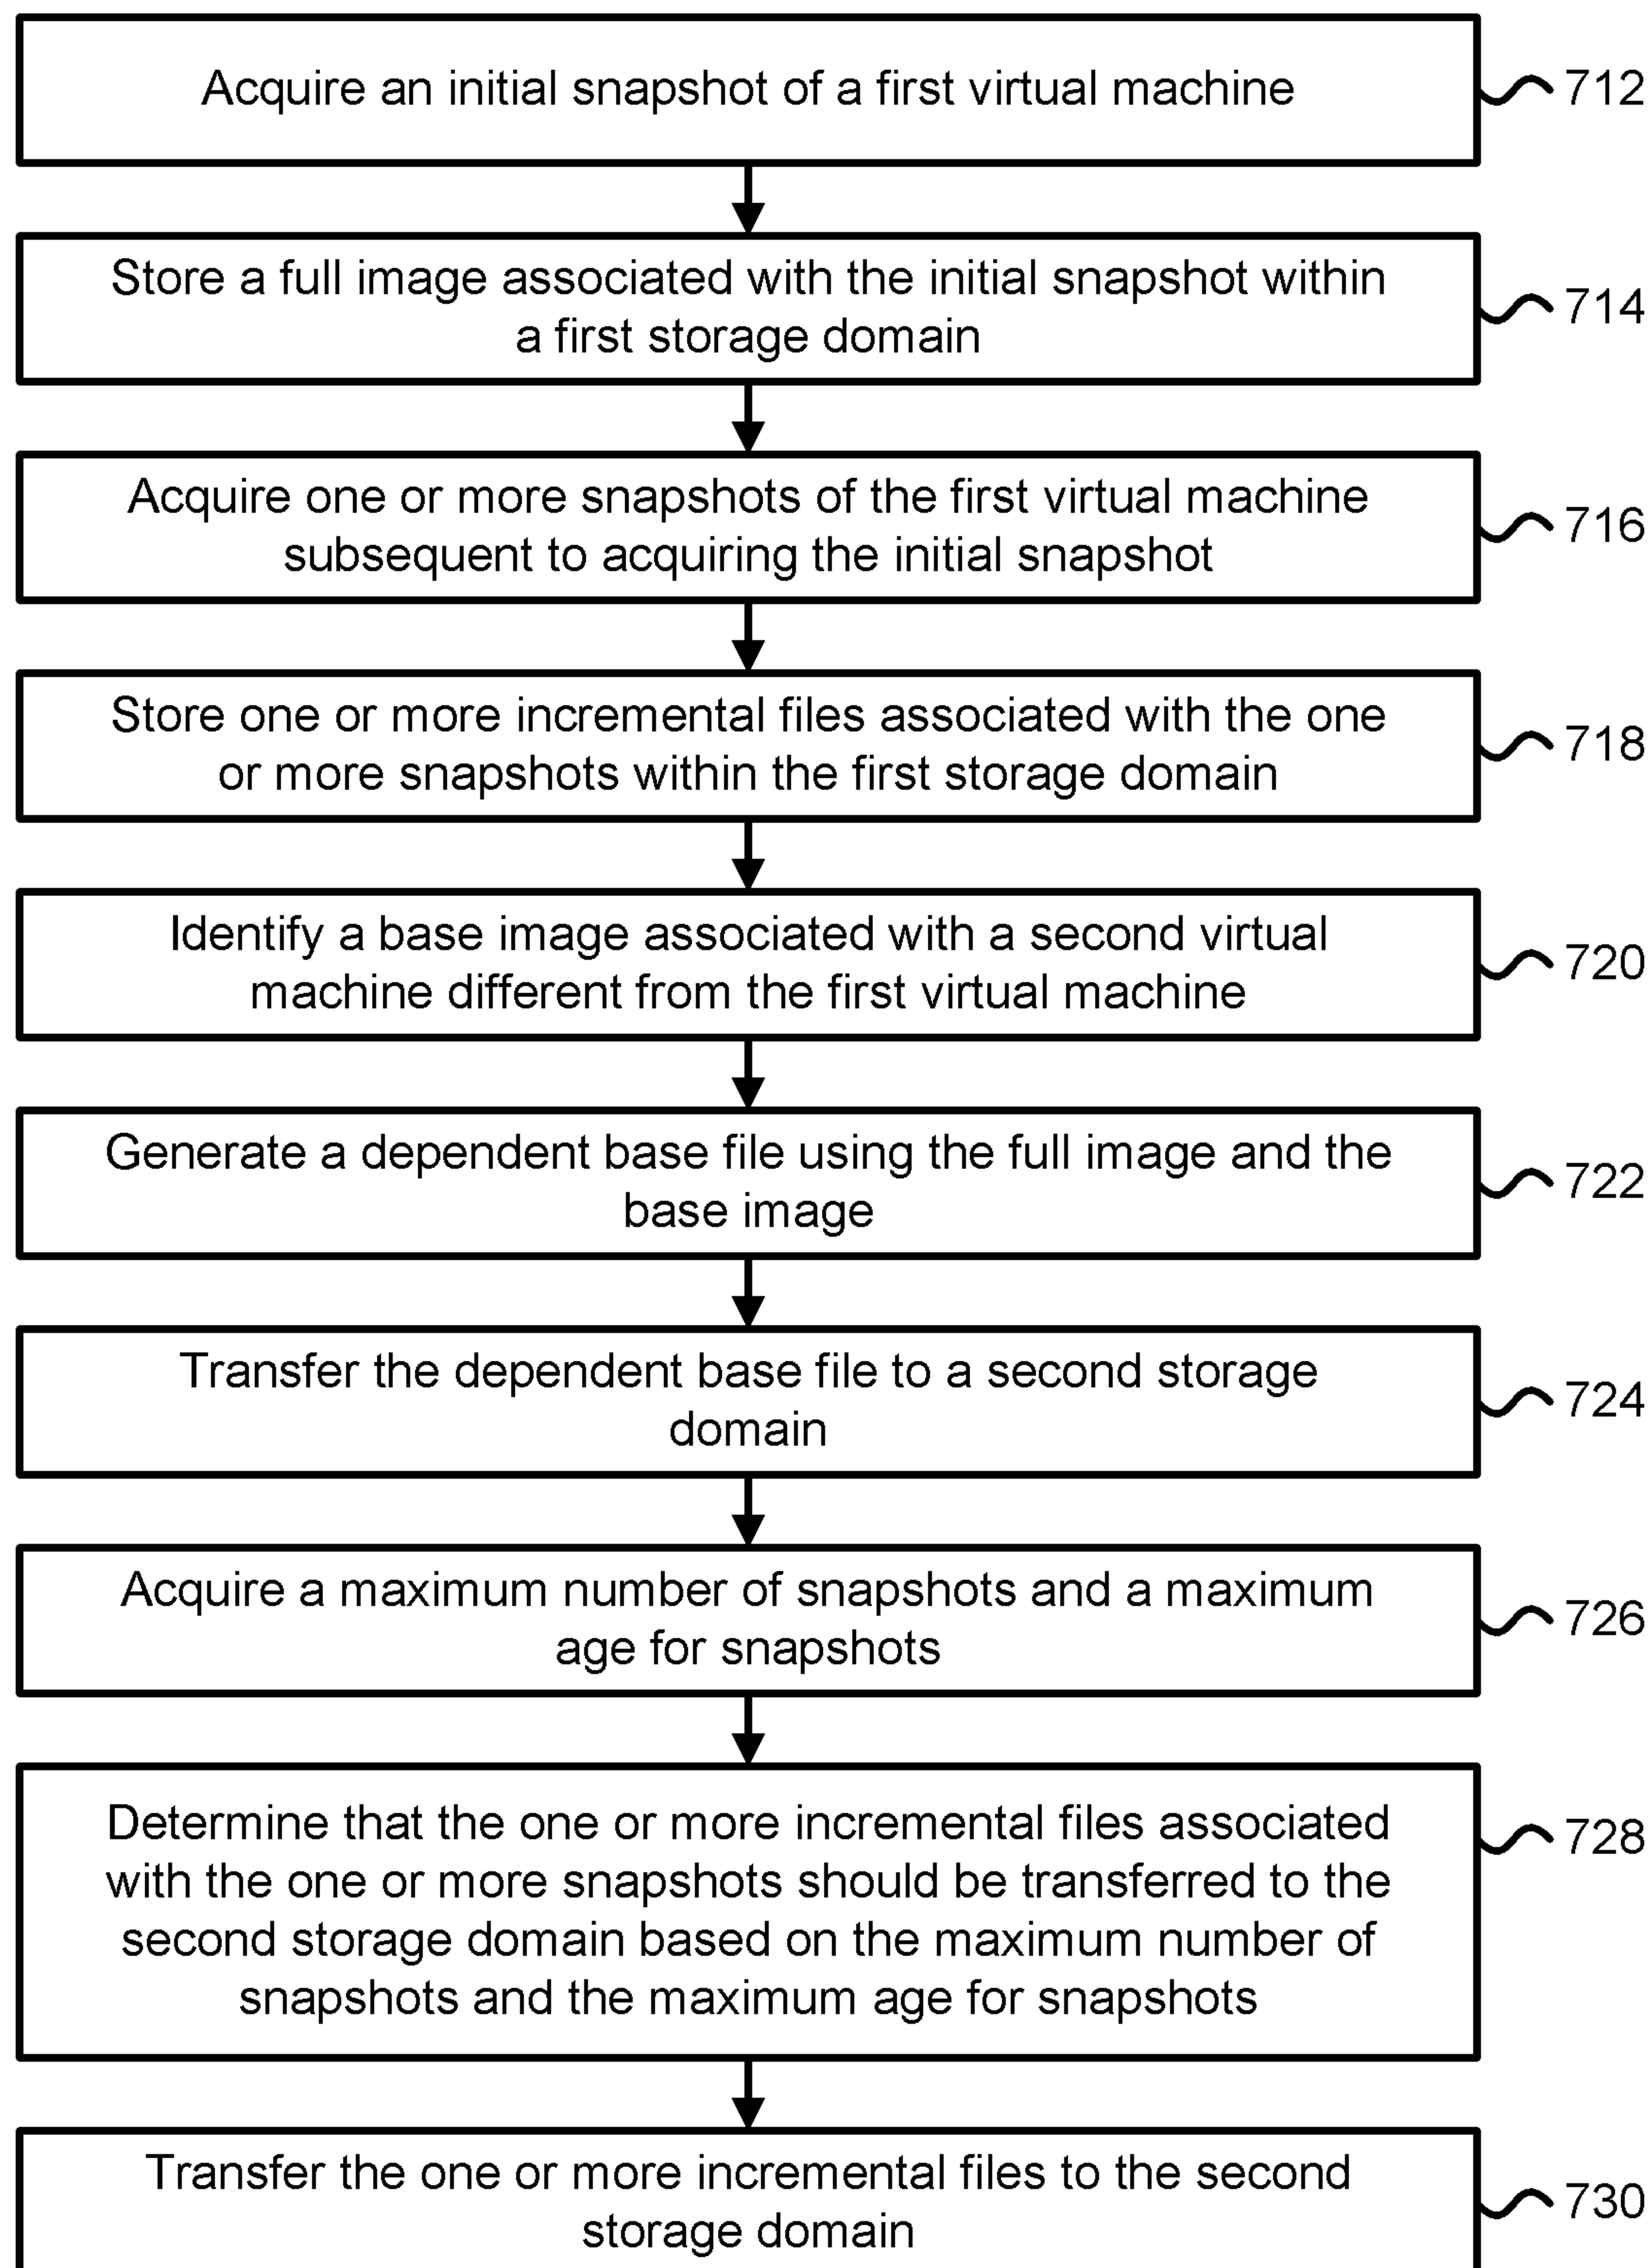 Acquire an initial snapshot of a first virtual machine
712
Store a full image associated with the initial snapshot within
a first storage domain
714
Acquire one or more snapshots of the first virtual machine
subsequent to acquiring the initial snapshot
716
Store one or more incremental files associated with the one
or more snapshots within the first storage domain
718
Identify a base image associated with a second virtual
machine different from the first virtual machine
720
Generate a dependent base file using the full image and the
base image
722
Transfer the dependent base file to a second storage
domain
724
Acquire a maximum number of snapshots and a maximum
age for snapshots
726
Determine that the one or more incremental files associated
with the one or more snapshots should be transferred to the
second storage domain based on the maximum number of
snapshots and the maximum age for snapshots
728
Transfer the one or more incremental files to the second
storage domain
730